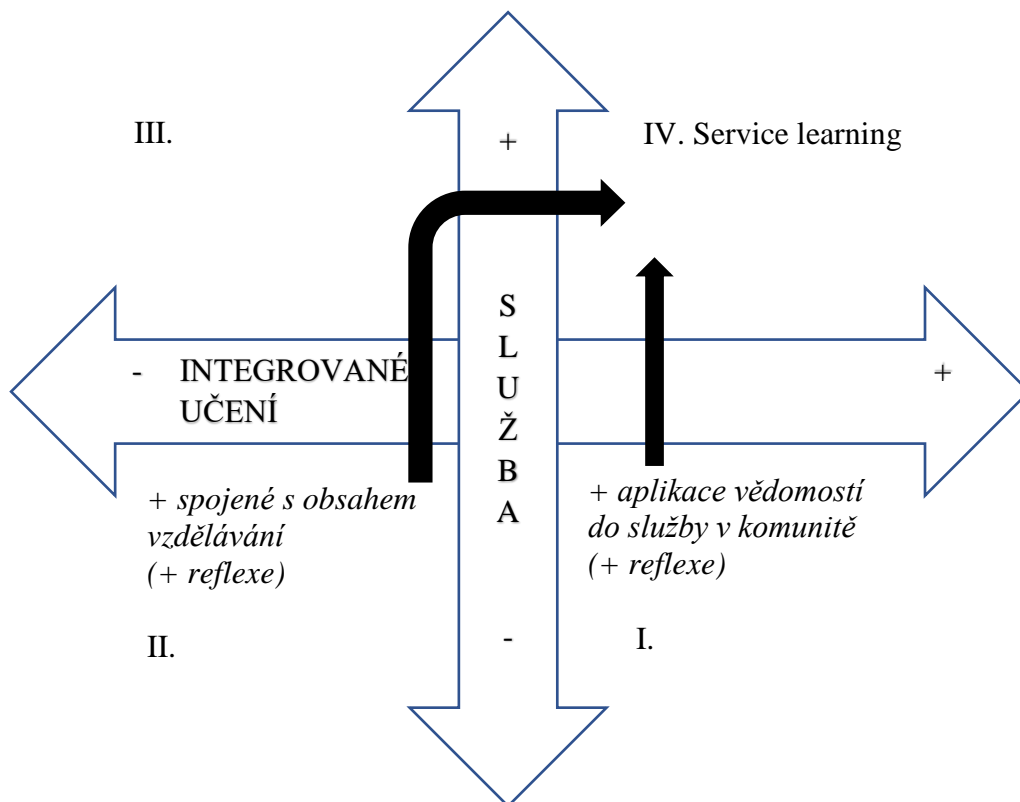 III.
+
IV. Service learning
S
L
U
Ž
B
A
- INTEGROVANÉ
UČENÍ
+
+ spojené s obsahem
vzdělávání
(+ reflexe)
+ aplikace vědomostí
do služby v komunitě
(+ reflexe)
II.
-
I.